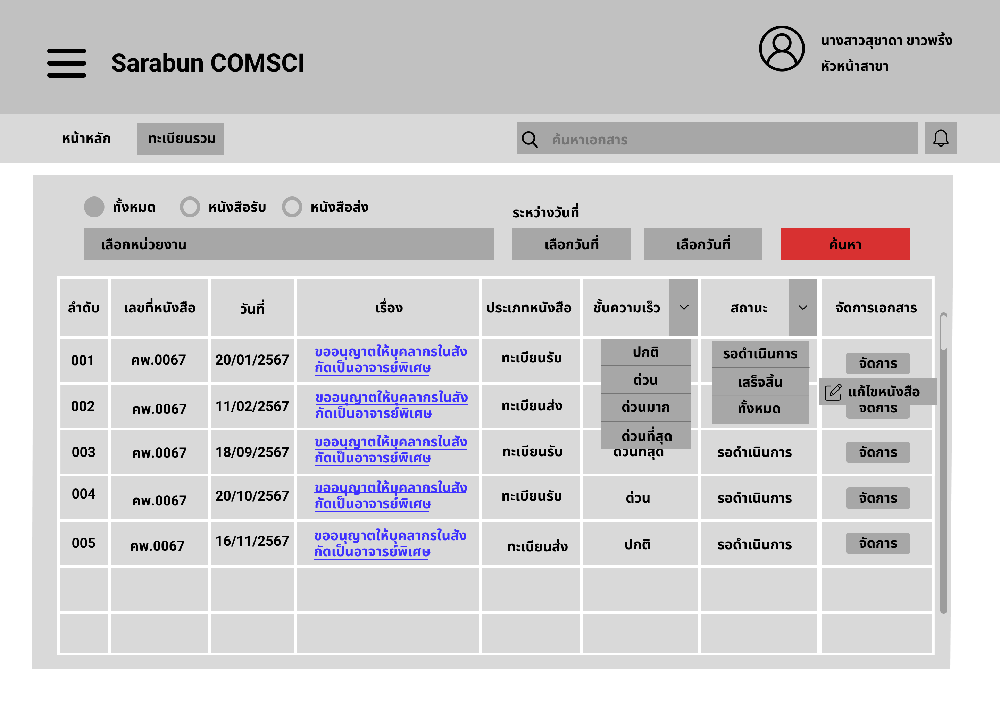 Sarabun COMSCI
นางสาวสุชาดา ขาวพริ้ง
หัวหน้าสาขา
หน้าหลัก
ทะเบียนรวม
ค้นหาเอกสาร
ทั้งหมด
หนังสือรับ
หนังสือส่ง
ระหว่างวันที่
เลือกหน่วยงาน
เลือกวันที่
เลือกวันที่
ค้นหา
ลำดับ
เลขที่หนังสือ
วันที่
เรื่อง
ประเภทหนังสือ
ชั้นความเร็ว
สถานะ
จัดการเอกสาร
001
คพ.0067
20/01/2567
ขออนุญาตให้บุคลากรในสัง
กัดเป็นอาจารย์พิเศษ
ทะเบียนรับ
ปกติ
ด่วน
ด่วนมาก
ด่วนที่สุด
รอดำเนินการ
เสร็จสิ้น
ทั้งหมด
จัดการ
แก้ไขหนังสือ
002
คพ.0067
11/02/2567
ขออนุญาตให้บุคลากรในสัง
กัดเป็นอาจารย์พิเศษ
ทะเบียนส่ง
จัดการ
003
คพ.0067
18/09/2567
ขออนุญาตให้บุคลากรในสัง
กัดเป็นอาจารย์พิเศษ
ทะเบียนรับ
ด่วนที่สุด
รอดำเนินการ
จัดการ
004
คพ.0067
20/10/2567
ขออนุญาตให้บุคลากรในสัง
กัดเป็นอาจารย์พิเศษ
ทะเบียนรับ
ด่วน
รอดำเนินการ
จัดการ
005
คพ.0067
16/11/2567
ขออนุญาตให้บุคลากรในสัง
กัดเป็นอาจารย์พิเศษ
ทะเบียนส่ง
ปกติ
รอดำเนินการ
จัดการ